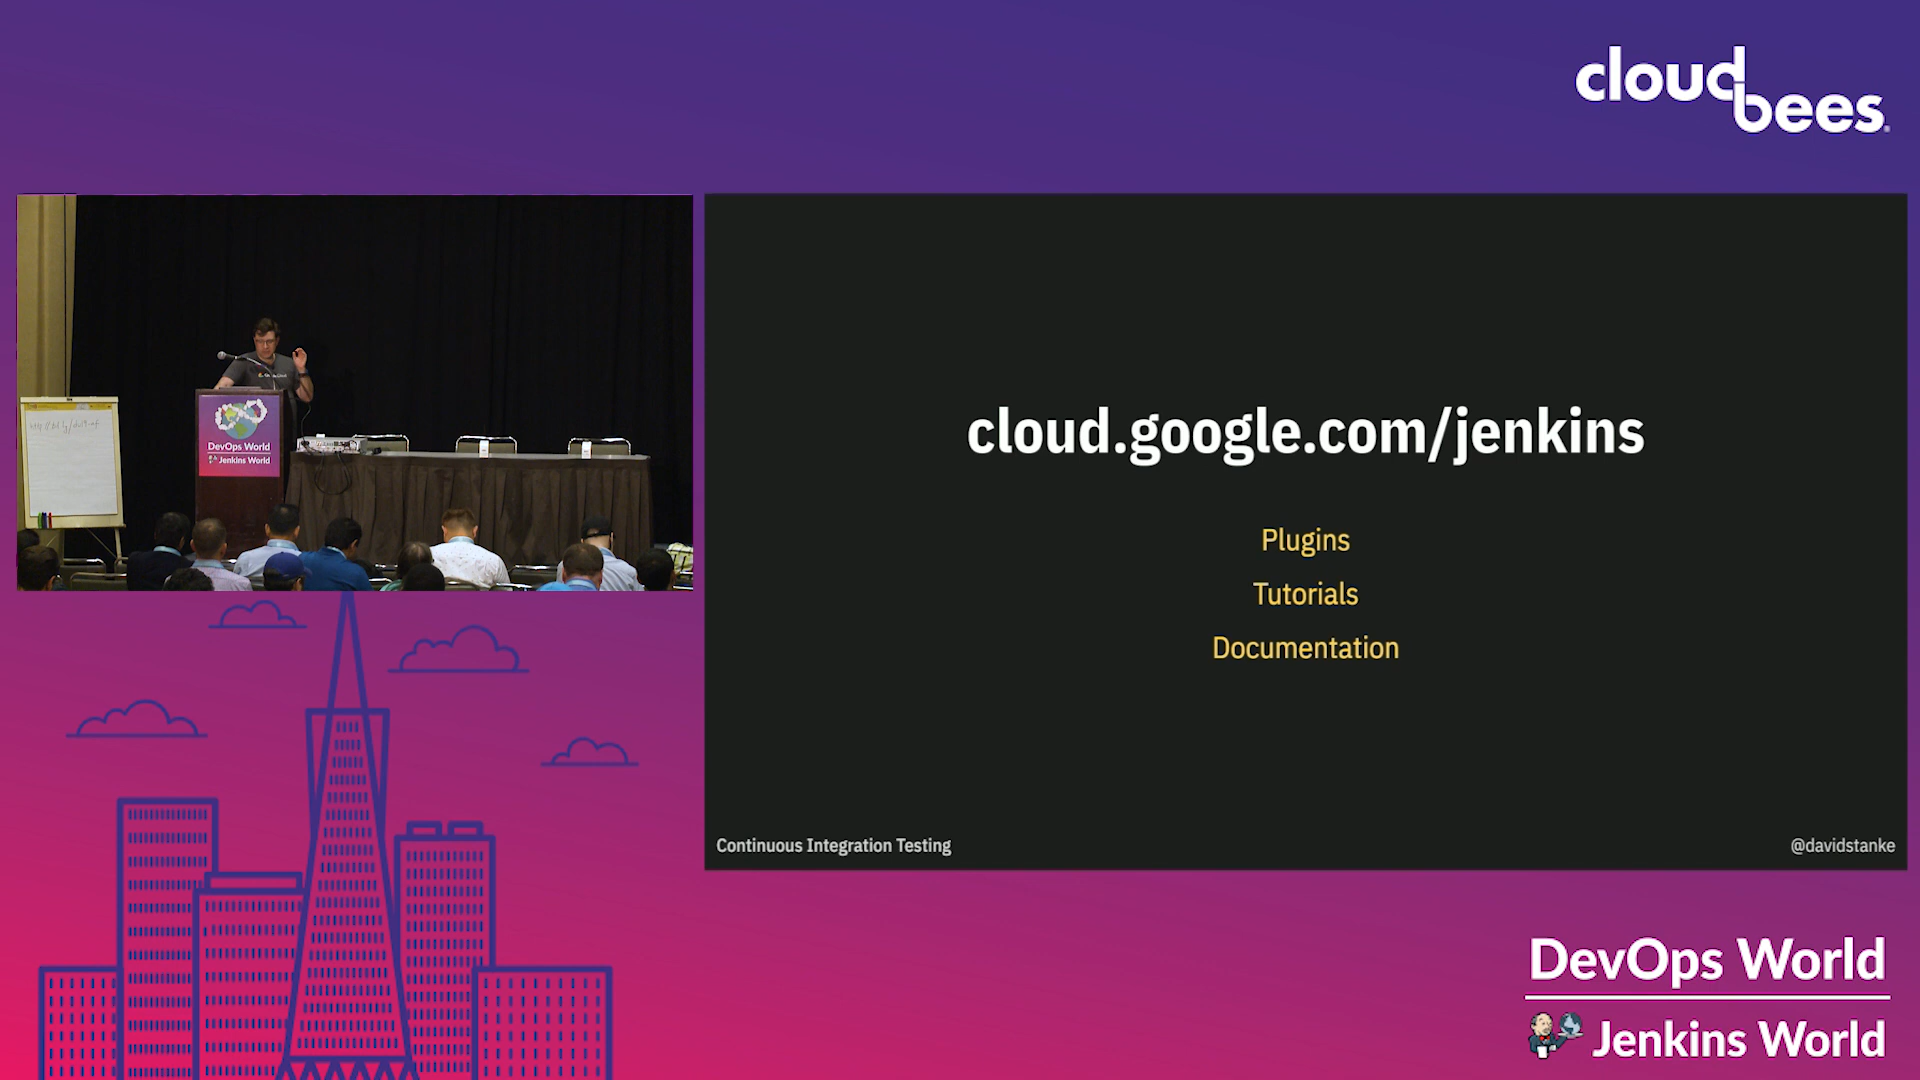 cloudbees
DevOps World
Jenkins World
cloud.google.com/jenkins
Plugins
Tutorials
Documentation
Continuous Integration Testing
@davidstanke
DevOps World
Jenkins World